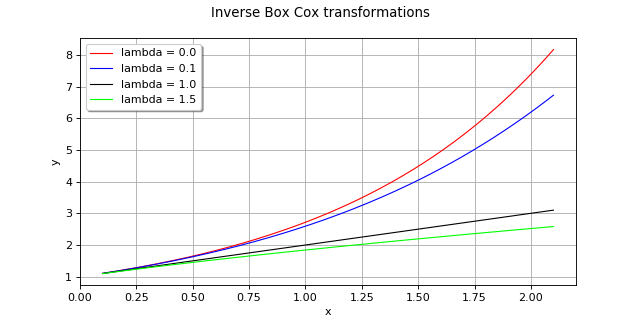 Inverse Box Cox transformations
lambda = 0.0
lambda = 0.1
lambda = 1.0
lambda = 1.5
8
7
6
5
4
3
2
1
y
0.00 0.25 0.50 0.75 1.00 1.25 1.50 1.75 2.00
x